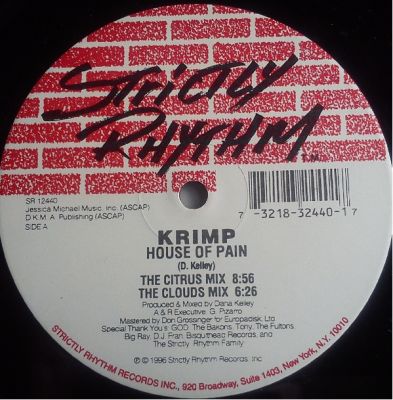 STRICTLY
RHYTHM
SR 12440
Jessica Michael Music, Inc. (ASCAP)
D.K.M.A. Publishing (ASCAP)
SIDE A
7 -3218-32440-1 7
KRIMP
HOUSE OF PAIN
(D. Kelley)
THE CITRUS MIX 8:56
THE CLOUDS MIX 6:26
Produced & Mixed by Dana Kelley
A & R Executive: G. Pizarro
Mastered by Don Grossinger for Europadisk, Ltd
Special Thank You's: GOD, The Bakons, Tony, The Fultons,
Big Ray, D.J. Fran, Bisquithead Records, and
The Strictly Rhythm Family
℗ © 1996 Strictly Rhythm Records, Inc.
STRICTLY RHYTHM RECORDS INC., 920 Broadway, Suite 1403, New York, N.Y. 10010